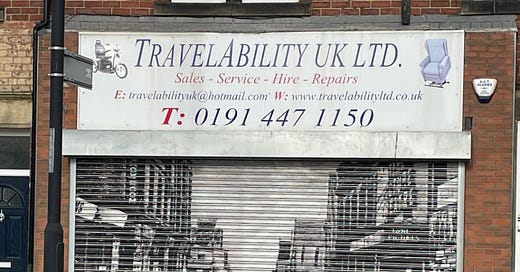 TRAVELABILITY UK LTD.
Sales - Service - Hire - Repairs
E: travelabilityuk@hotmail.com W: www.travelabilityltd.co.uk
T: 0191 447 1150